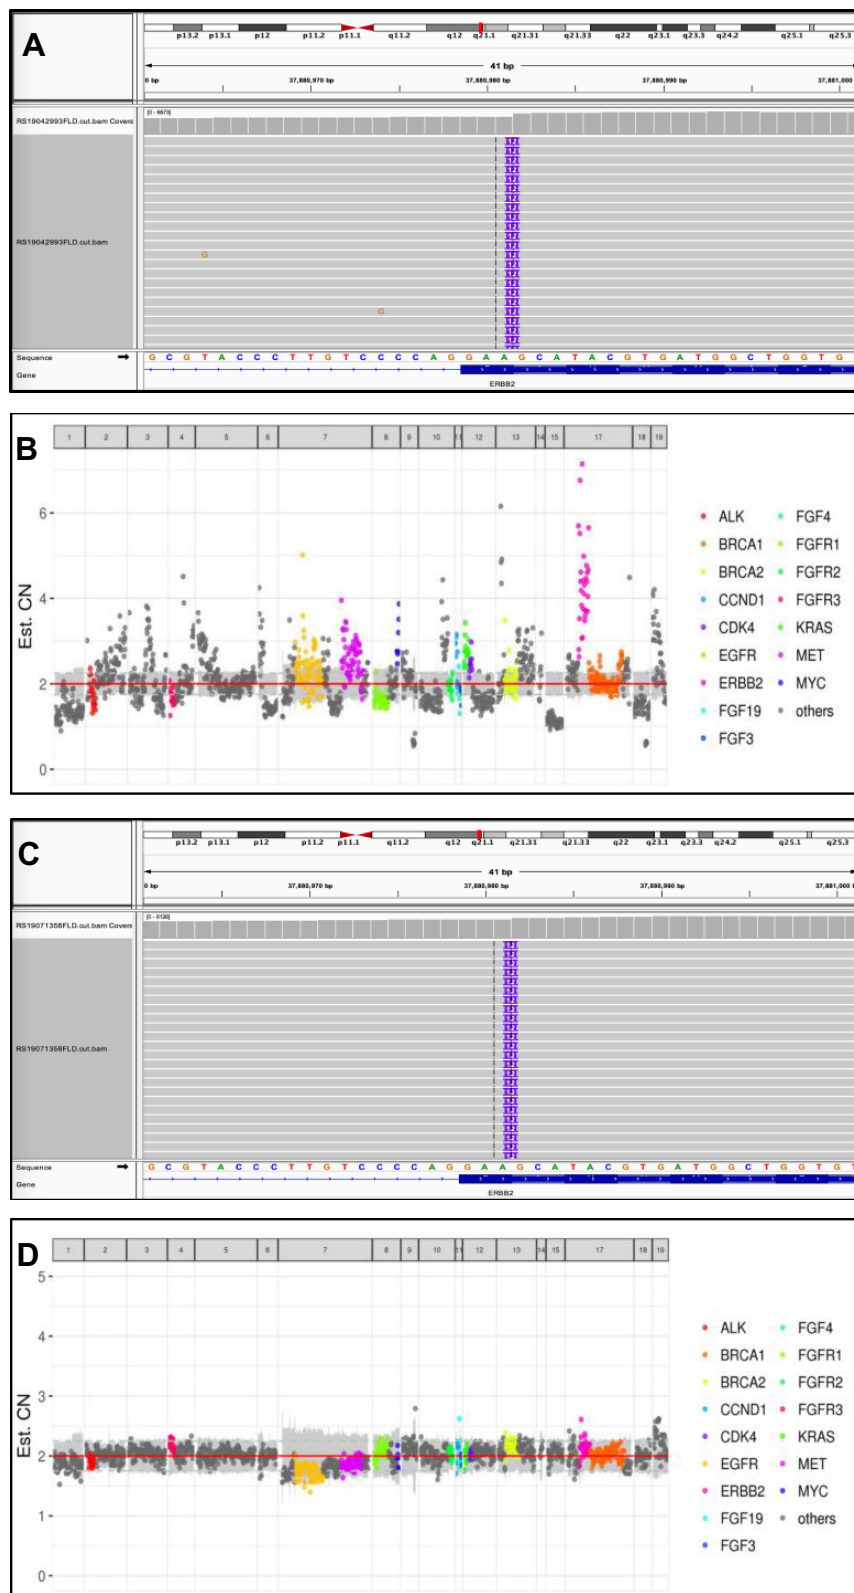 A
p13.2 p13.1 p12 p11.2 p11.1 q11.2 q12 q21.1 q21.31 q21.33 q22 q23.1 q23.3 q24.2 q25.1 q25.3
41 bp
0 bp 37,880,970 bp 37,880,980 bp 37,880,990 bp 37,881,000
[0 - 6973]
RS19042993FLD.cut.bam Covera
RS19042993FLD.cut.bam
G
G
Sequence G C G T A C C C T T G T C C C C A G G A A G C A T A C G T G A T G G C T G G T G
Gene
ERBB2
B
1 2 3 4 5 6 7 8 9 10 11 12 13 14 15 17 18 19
Est. CN
6
4
2
0
ALK
BRCA1
BRCA2
CCND1
CDK4
EGFR
ERBB2
FGF19
FGF3
FGF4
FGFR1
FGFR2
FGFR3
KRAS
MET
MYC
others
C
p13.2 p13.1 p12 p11.2 p11.1 q11.2 q12 q21.1 q21.31 q21.33 q22 q23.1 q23.3 q24.2 q25.1 q25.3
41 bp
0 bp 37,880,970 bp 37,880,980 bp 37,880,990 bp 37,881,000
RS19071358FLD.cut.bam Covera
RS19071358FLD.cut.bam
Sequence G C G T A C C C T T G T C C C C A G G A A G C A T A C G T G A T G G C T G G T G T
Gene
ERBB2
D
1 2 3 4 5 6 7 8 9 10 11 12 13 14 15 17 18 19
Est. CN
5
4
3
2
1
0
ALK
BRCA1
BRCA2
CCND1
CDK4
EGFR
ERBB2
FGF19
FGF3
FGF4
FGFR1
FGFR2
FGFR3
KRAS
MET
MYC
others